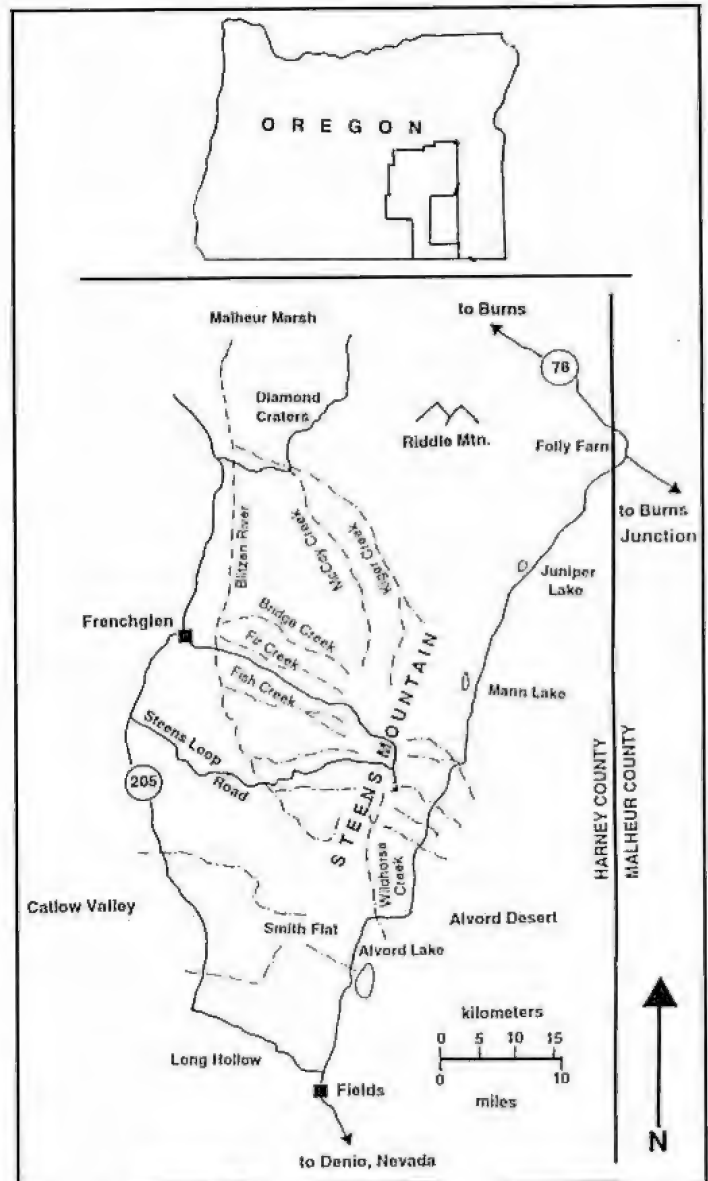 OREGON
Malheur Marsh
to Burns
78
Diamond
Craters
Riddle Mtn.
Folly Farm
to Burns
Junction
Blitzen River
McCoy Creek
Kiger Creek
Juniper
Lake
Bridge Creek
Frenchglen
Fir Creek
Fish Creek
Mann Lake
STEENS MOUNTAIN
Steens Loop
Road
205
HARNEY COUNTY
MALHEUR COUNTY
Wildhorse
Creek
Catlow Valley
Smith Flat
Alvord Desert
Alvord Lake
kilometers
0 5 10 15
0 10
miles
Long Hollow
Fields
N
to Denio, Nevada